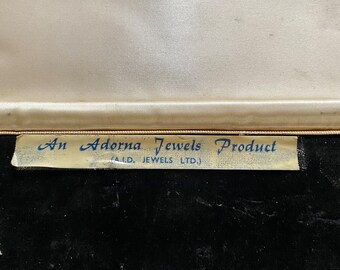 An Adorna Jewels Product
(A.J.D. JEWELS LTD.)